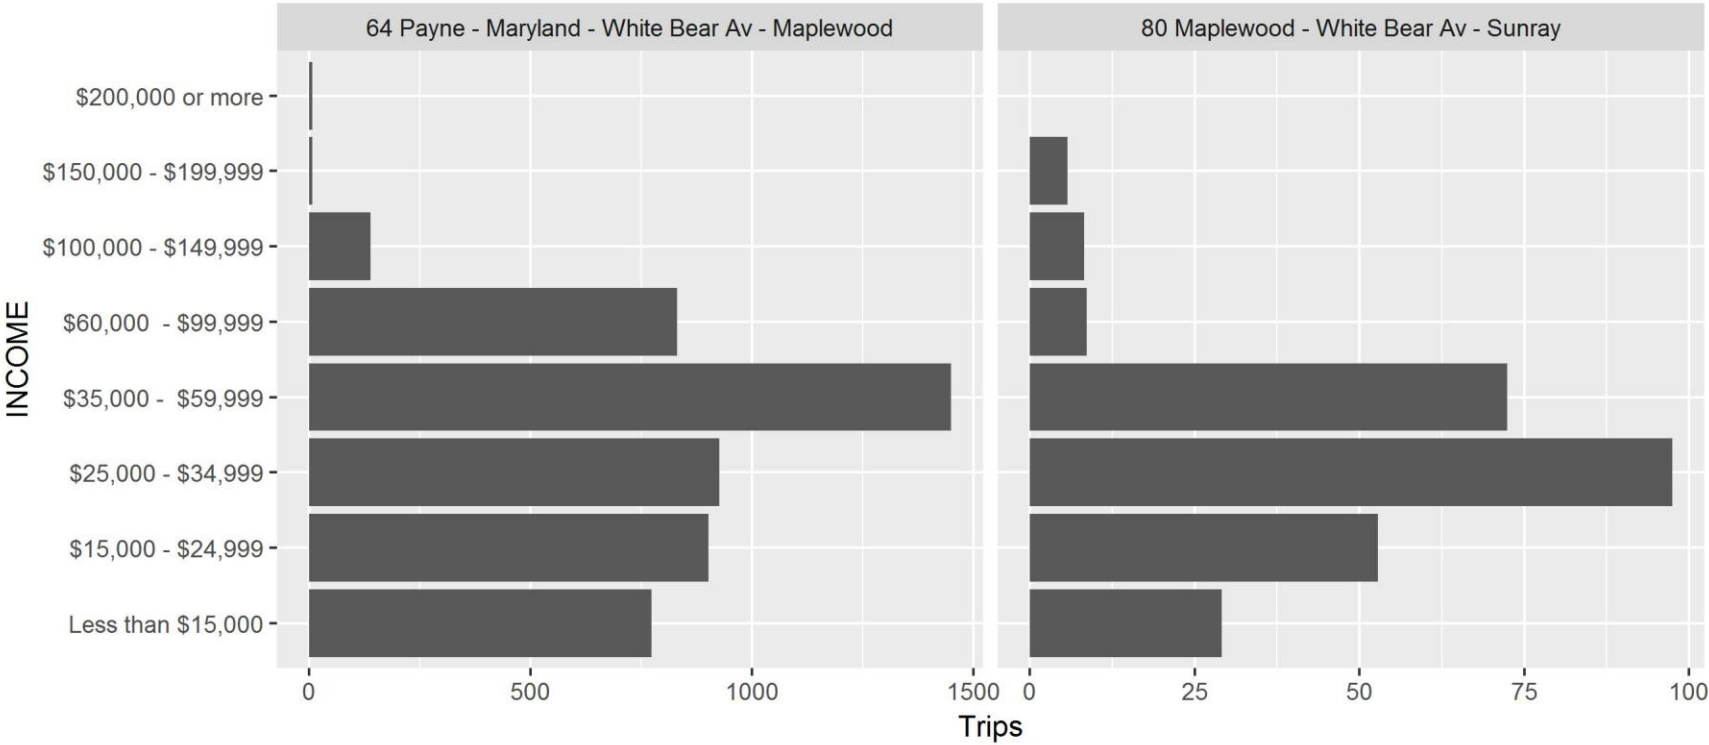 64 Payne - Maryland - White Bear Av - Maplewood
80 Maplewood - White Bear Av - Sunray
INCOME
$200,000 or more
$150,000 - $199,999
$100,000 - $149,999
$60,000  - $99,999
$35,000 -  $59,999
$25,000 - $34,999
$15,000 - $24,999
Less than $15,000
0 500 1000 1500 0 25 50 75 100
Trips